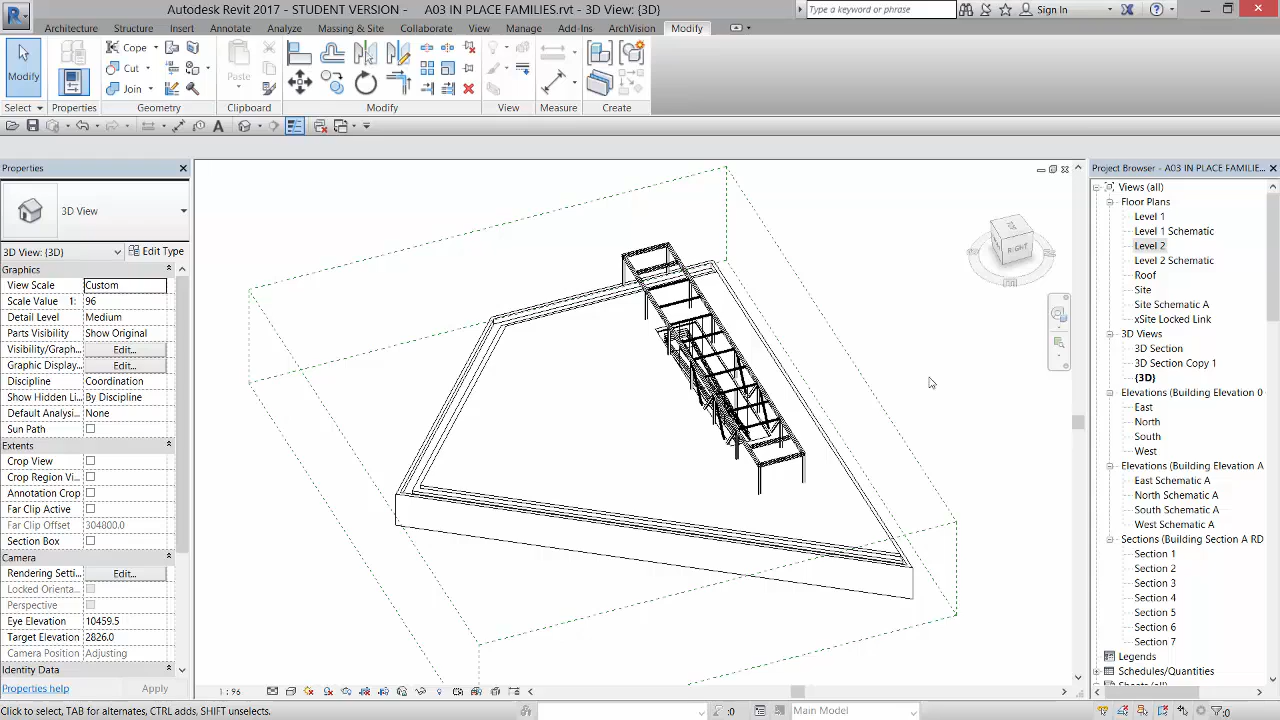 Autodesk Revit 2017 - STUDENT VERSION - A03 IN PLACE FAMILIES.rvt - 3D View: {3D}
Type a keyword or phrase
Sign In
Architecture Structure Insert Annotate Analyze Massing & Site Collaborate View Manage Add-Ins ArchVision Modify
Modify
Cope
Cut
Join
Paste
Select Properties Geometry Clipboard Modify View Measure Create
Properties
3D View
3D View: {3D} Edit Type
Graphics
View Scale Custom
Scale Value 1: 96
Detail Level Medium
Parts Visibility Show Original
Visibility/Graph... Edit...
Graphic Display... Edit...
Discipline Coordination
Show Hidden Li... By Discipline
Default Analysi... None
Sun Path
Extents
Crop View
Crop Region Vi...
Annotation Crop
Far Clip Active
Far Clip Offset 304800.0
Section Box
Camera
Rendering Setti... Edit...
Locked Orienta...
Perspective
Eye Elevation 10459.5
Target Elevation 2826.0
Camera Position Adjusting
Identity Data
Properties help Apply
TOP
RIGHT
Project Browser - A03 IN PLACE FAMILIE...
Views (all)
Floor Plans
Level 1
Level 1 Schematic
Level 2
Level 2 Schematic
Roof
Site
Site Schematic A
xSite Locked Link
3D Views
3D Section
3D Section Copy 1
{3D}
Elevations (Building Elevation 0
East
North
South
West
Elevations (Building Elevation A
East Schematic A
North Schematic A
South Schematic A
West Schematic A
Sections (Building Section A RD
Section 1
Section 2
Section 3
Section 4
Section 5
Section 6
Section 7
Legends
Schedules/Quantities
1 : 96
Click to select, TAB for alternates, CTRL adds, SHIFT unselects.
:0
Main Model
:0